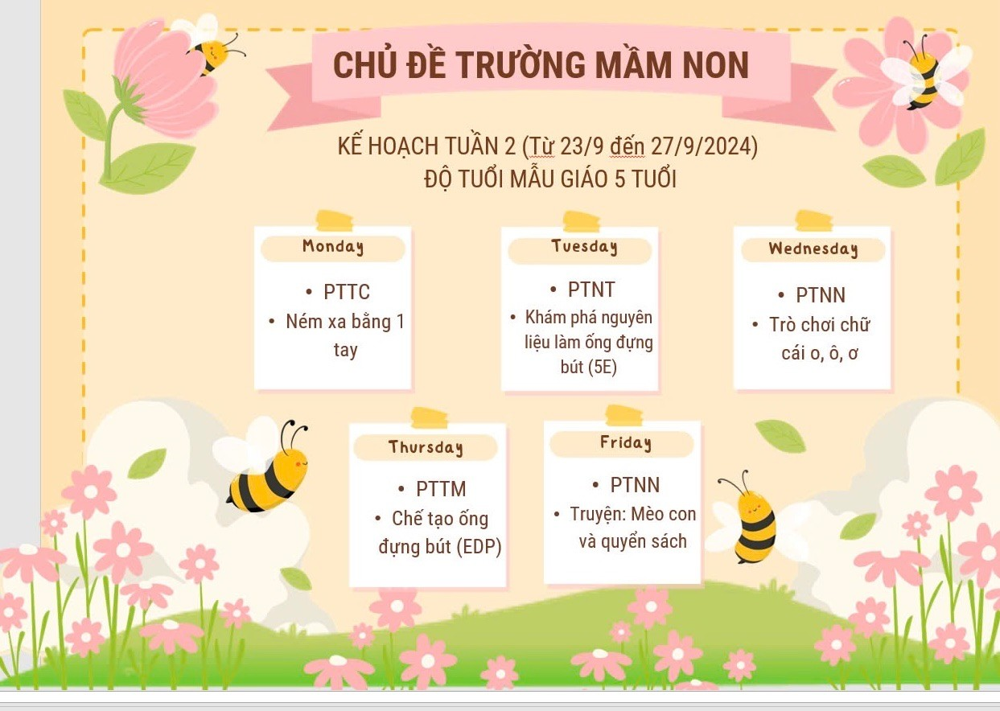 CHỦ ĐỀ TRƯỜNG MẦM NON
KẾ HOẠCH TUẦN 2 (Từ 23/9 đến 27/9/2024)
ĐỘ TUỔI MẪU GIÁO 5 TUỔI
Monday
• PTTC
• Ném xa bằng 1
tay
Tuesday
• PTNT
• Khám phá nguyên
liệu làm ống đựng
bút (5E)
Wednesday
• PTNN
• Trò chơi chữ
cái o, ô, ơ
Thursday
• PTTM
• Chế tạo ống
đựng bút (EDP)
Friday
• PTNN
• Truyện: Mèo con
và quyển sách